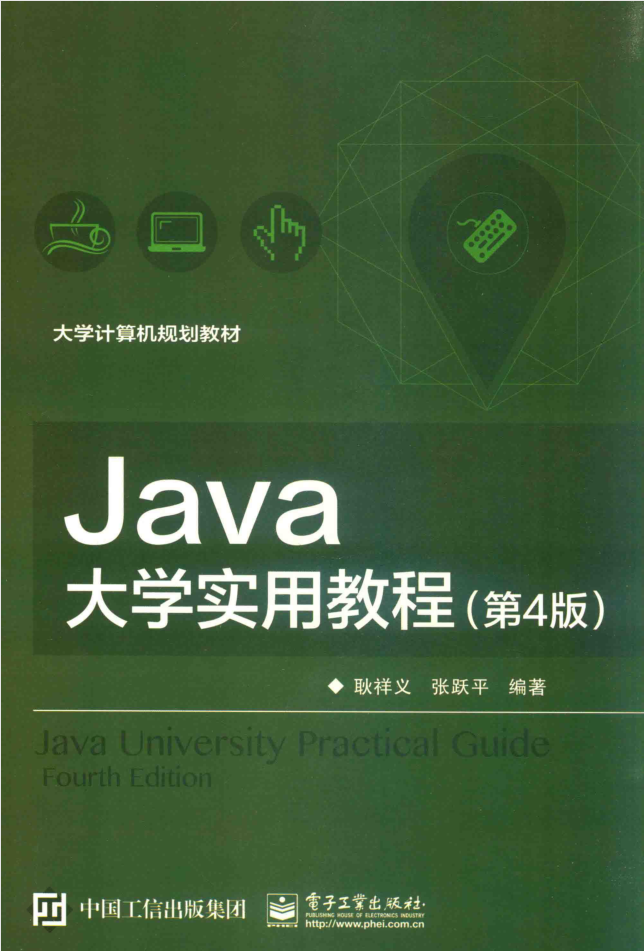 大学计算机规划教材
Java
大学实用教程（第4版）
◆ 耿祥义 张跃平 编著
Java University Practical Guide
Fourth Edition
中国工信出版集团
電子工業出版社·
PUBLISHING HOUSE OF ELECTRONICS INDUSTRY
http://www.phei.com.cn